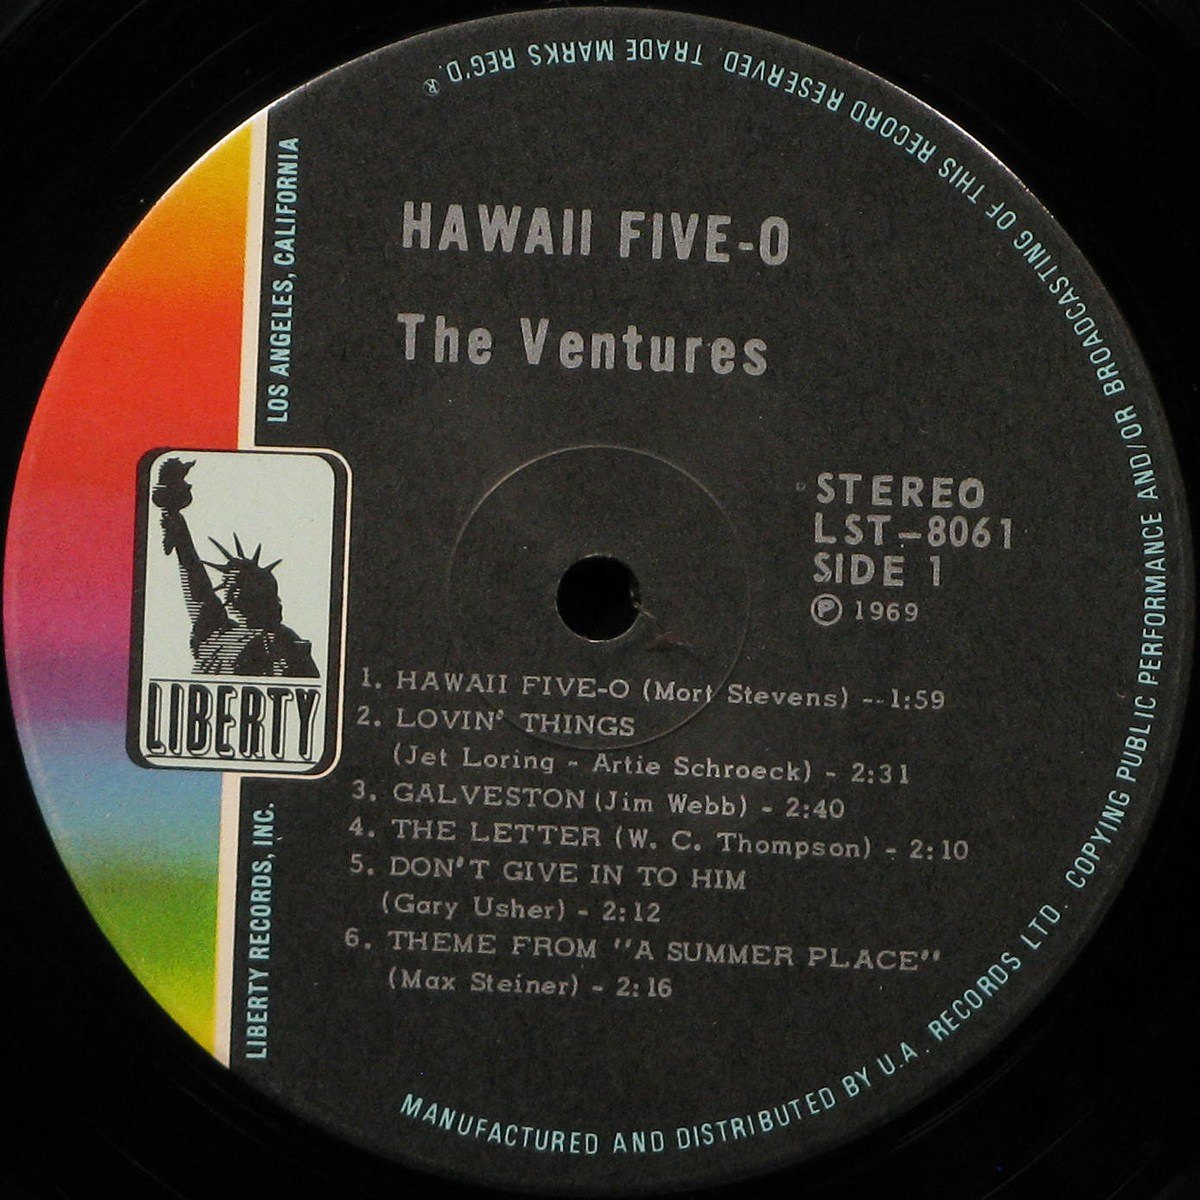 HAWAII FIVE-O
The Ventures
STEREO
LST-8061
SIDE 1
Ⓟ 1969
1. HAWAII FIVE-O (Mort Stevens) -- 1:59
2. LOVIN' THINGS
(Jet Loring - Artie Schroeck) - 2:31
3. GALVESTON (Jim Webb) - 2:40
4. THE LETTER (W. C. Thompson) - 2:10
5. DON'T GIVE IN TO HIM
(Gary Usher) - 2:12
6. THEME FROM "A SUMMER PLACE"
(Max Steiner) - 2:16
LIBERTY
LIBERTY RECORDS, INC.
LOS ANGELES, CALIFORNIA
MANUFACTURED AND DISTRIBUTED BY U.A. RECORDS LTD. COPYING PUBLIC PERFORMANCE AND/OR BROADCASTING OF THIS RECORD RESERVED. TRADE MARKS REG'D. ®